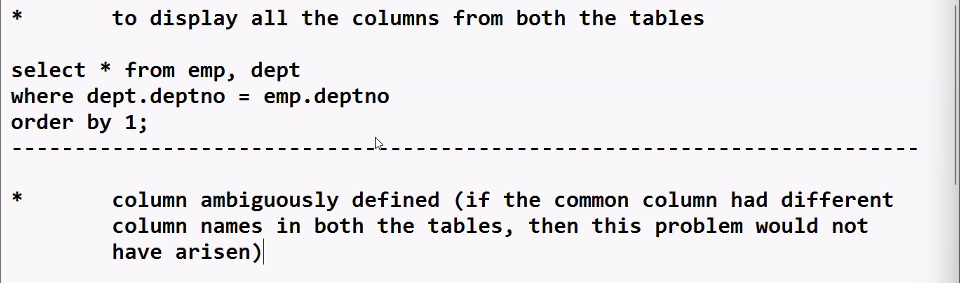 * to display all the columns from both the tables
select * from emp, dept
where dept.deptno = emp.deptno
order by 1;
------------------------------------------------------------------------
* column ambiguously defined (if the common column had different
column names in both the tables, then this problem would not
have arisen)